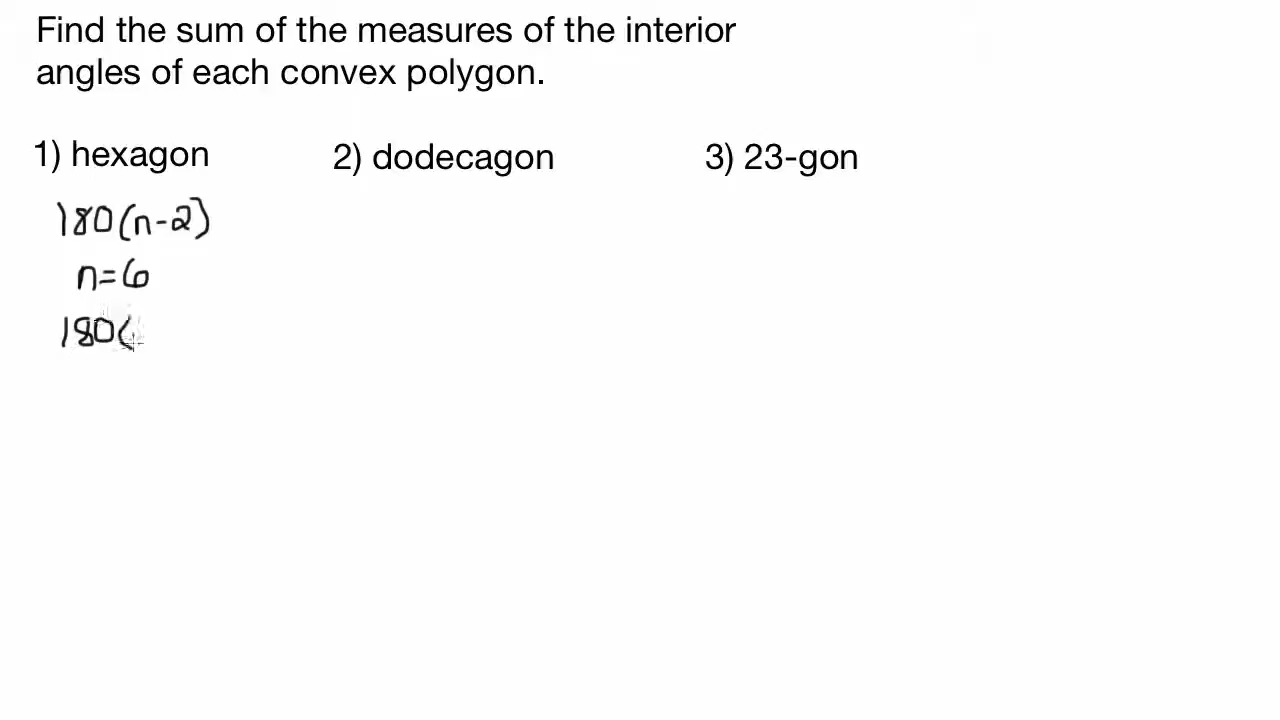 Find the sum of the measures of the interior
angles of each convex polygon.
1) hexagon
2) dodecagon
3) 23-gon
180(n-2)
n=6
180(